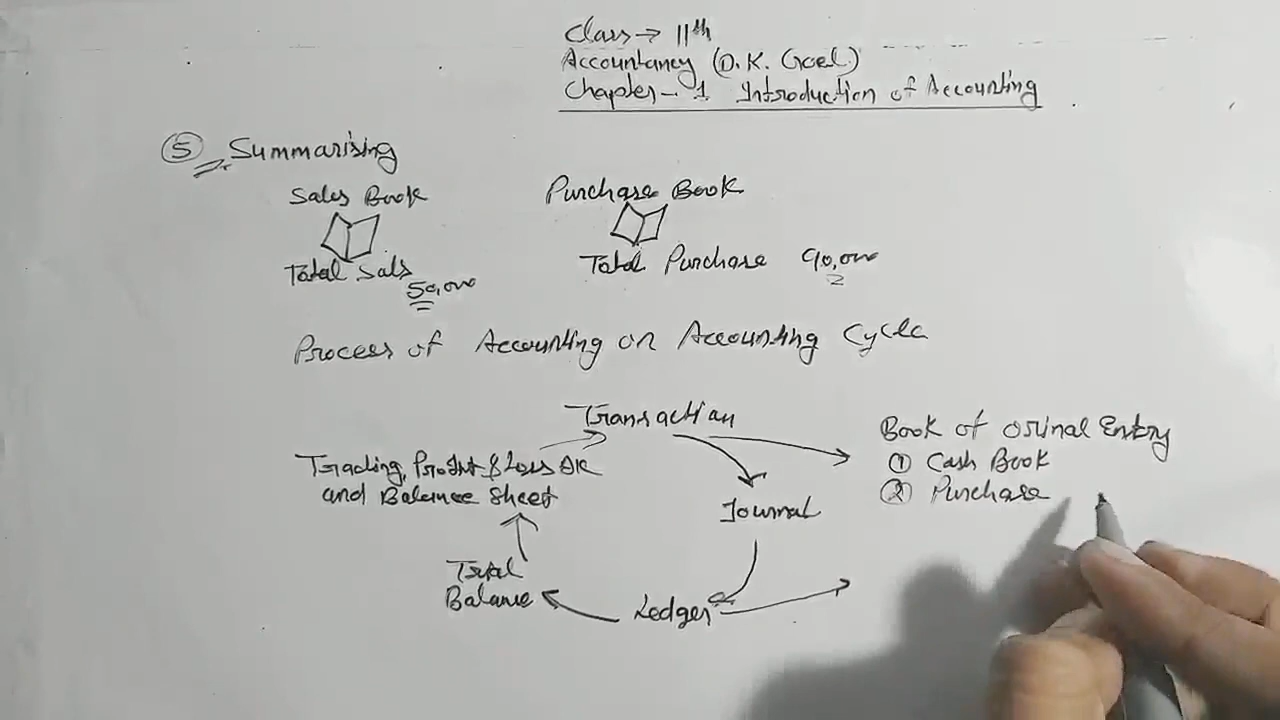 Class → 11th
Accountancy (D.K. Goel)
Chapter - 1 Introduction of Accounting
5 Summarising
Sales Book
Total Sals
50,000
Purchase Book
Total Purchase 90,000
Process of Accounting or Accounting Cycle
Transaction
Journal
Ledger
Trial
Balance
Trading, Profit & Loss A/c
and Balance Sheet
Book of Orinal Entry
1 Cash Book
2 Purchase